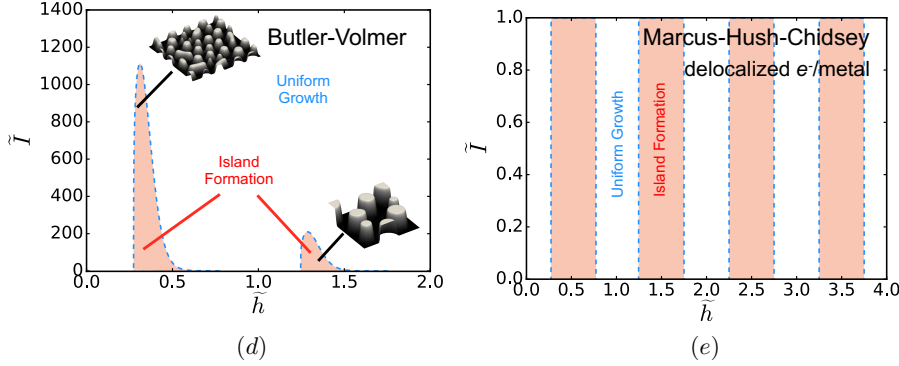 1400
1200
1000
800
600
400
200
0
Ĩ
Butler-Volmer
Uniform
Growth
Island
Formation
0.0 0.5 1.0 1.5 2.0
h̃
(d)
1.0
0.8
0.6
0.4
0.2
0.0
Ĩ
Marcus-Hush-Chidsey
delocalized e⁻/metal
Uniform Growth
Island Formation
0.0 0.5 1.0 1.5 2.0 2.5 3.0 3.5 4.0
h̃
(e)